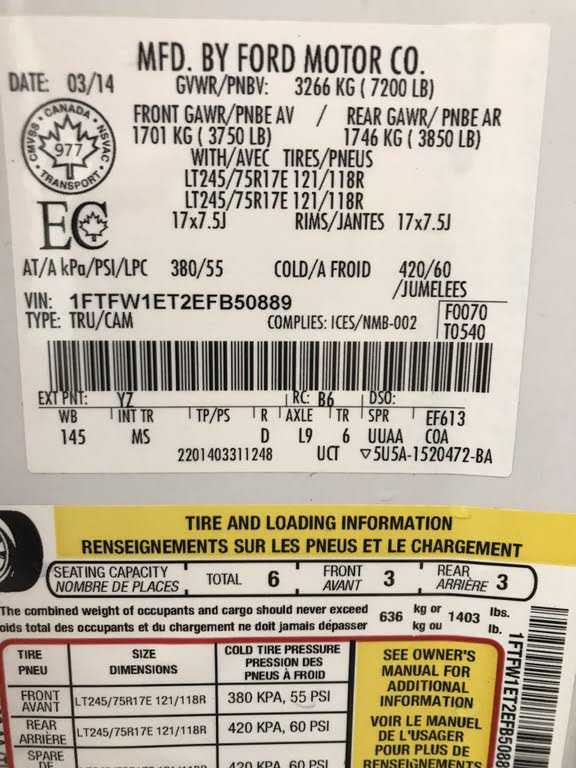 MFD. BY FORD MOTOR CO.
DATE: 03/14
GVWR/PNBV: 3266 KG ( 7200 LB)
CANADA
CMVSS NSVAC
977
TRANSPORT
FRONT GAWR/PNBE AV / REAR GAWR/ PNBE AR
1701 KG ( 3750 LB) 1746 KG ( 3850 LB)
WITH/AVEC TIRES/PNEUS
LT245/75R17E 121/118R
LT245/75R17E 121/118R
17x7.5J RIMS/JANTES 17x7.5J
EC
AT/A kPa/PSI/LPC 380/55 COLD/A FROID 420/60
/JUMELEES
VIN: 1FTFW1ET2EFB50889
TYPE: TRU/CAM COMPLIES: ICES/NMB-002
F0070
T0540
EXT PNT: YZ RC: B6 DSO:
WB INT TR TP/PS R AXLE TR SPR EF613
145 MS D L9 6 UUAA COA
2201403311248 UCT ▽5U5A-1520472-BA
TIRE AND LOADING INFORMATION
RENSEIGNEMENTS SUR LES PNEUS ET LE CHARGEMENT
SEATING CAPACITY
NOMBRE DE PLACES
TOTAL 6
FRONT
AVANT
3
REAR
ARRIÈRE
3
The combined weight of occupants and cargo should never exceed 636 kg or 1403 lbs.
oids total des occupants et du chargement ne doit jamais dépasser kg ou lb.
TIRE
PNEU
SIZE
DIMENSIONS
COLD TIRE PRESSURE
PRESSION DES
PNEUS À FROID
FRONT
AVANT
LT245/75R17E 121/118R
380 KPA, 55 PSI
REAR
ARRIÈRE
LT245/75R17E 121/118R
420 KPA, 60 PSI
SPARE
DE
420 KPA, 60 PSI
SEE OWNER'S
MANUAL FOR
ADDITIONAL
INFORMATION
VOIR LE MANUEL
DE L'USAGER
POUR PLUS DE
RENSEIGNEMENTS
1FTFW1ET2EFB5088